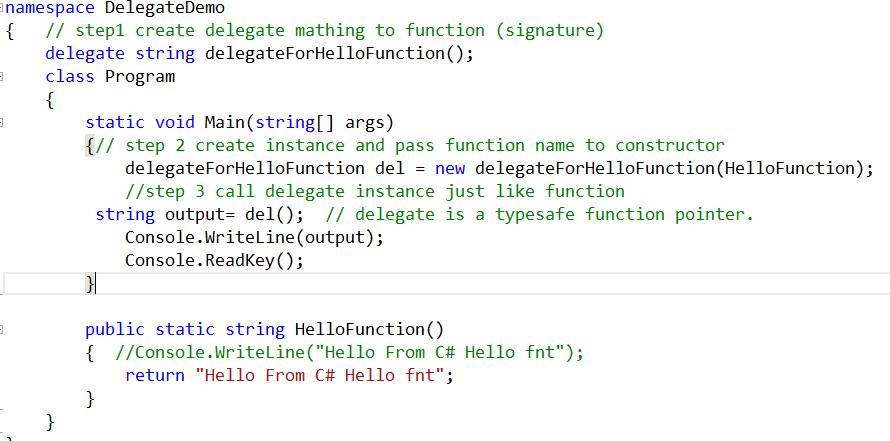 namespace DelegateDemo
{ // step1 create delegate mathing to function (signature)
delegate string delegateForHelloFunction();
class Program
{
static void Main(string[] args)
{// step 2 create instance and pass function name to constructor
delegateForHelloFunction del = new delegateForHelloFunction(HelloFunction);
//step 3 call delegate instance just like function
string output= del(); // delegate is a typesafe function pointer.
Console.WriteLine(output);
Console.ReadKey();
}
public static string HelloFunction()
{ //Console.WriteLine("Hello From C# Hello fnt");
return "Hello From C# Hello fnt";
}
}
}